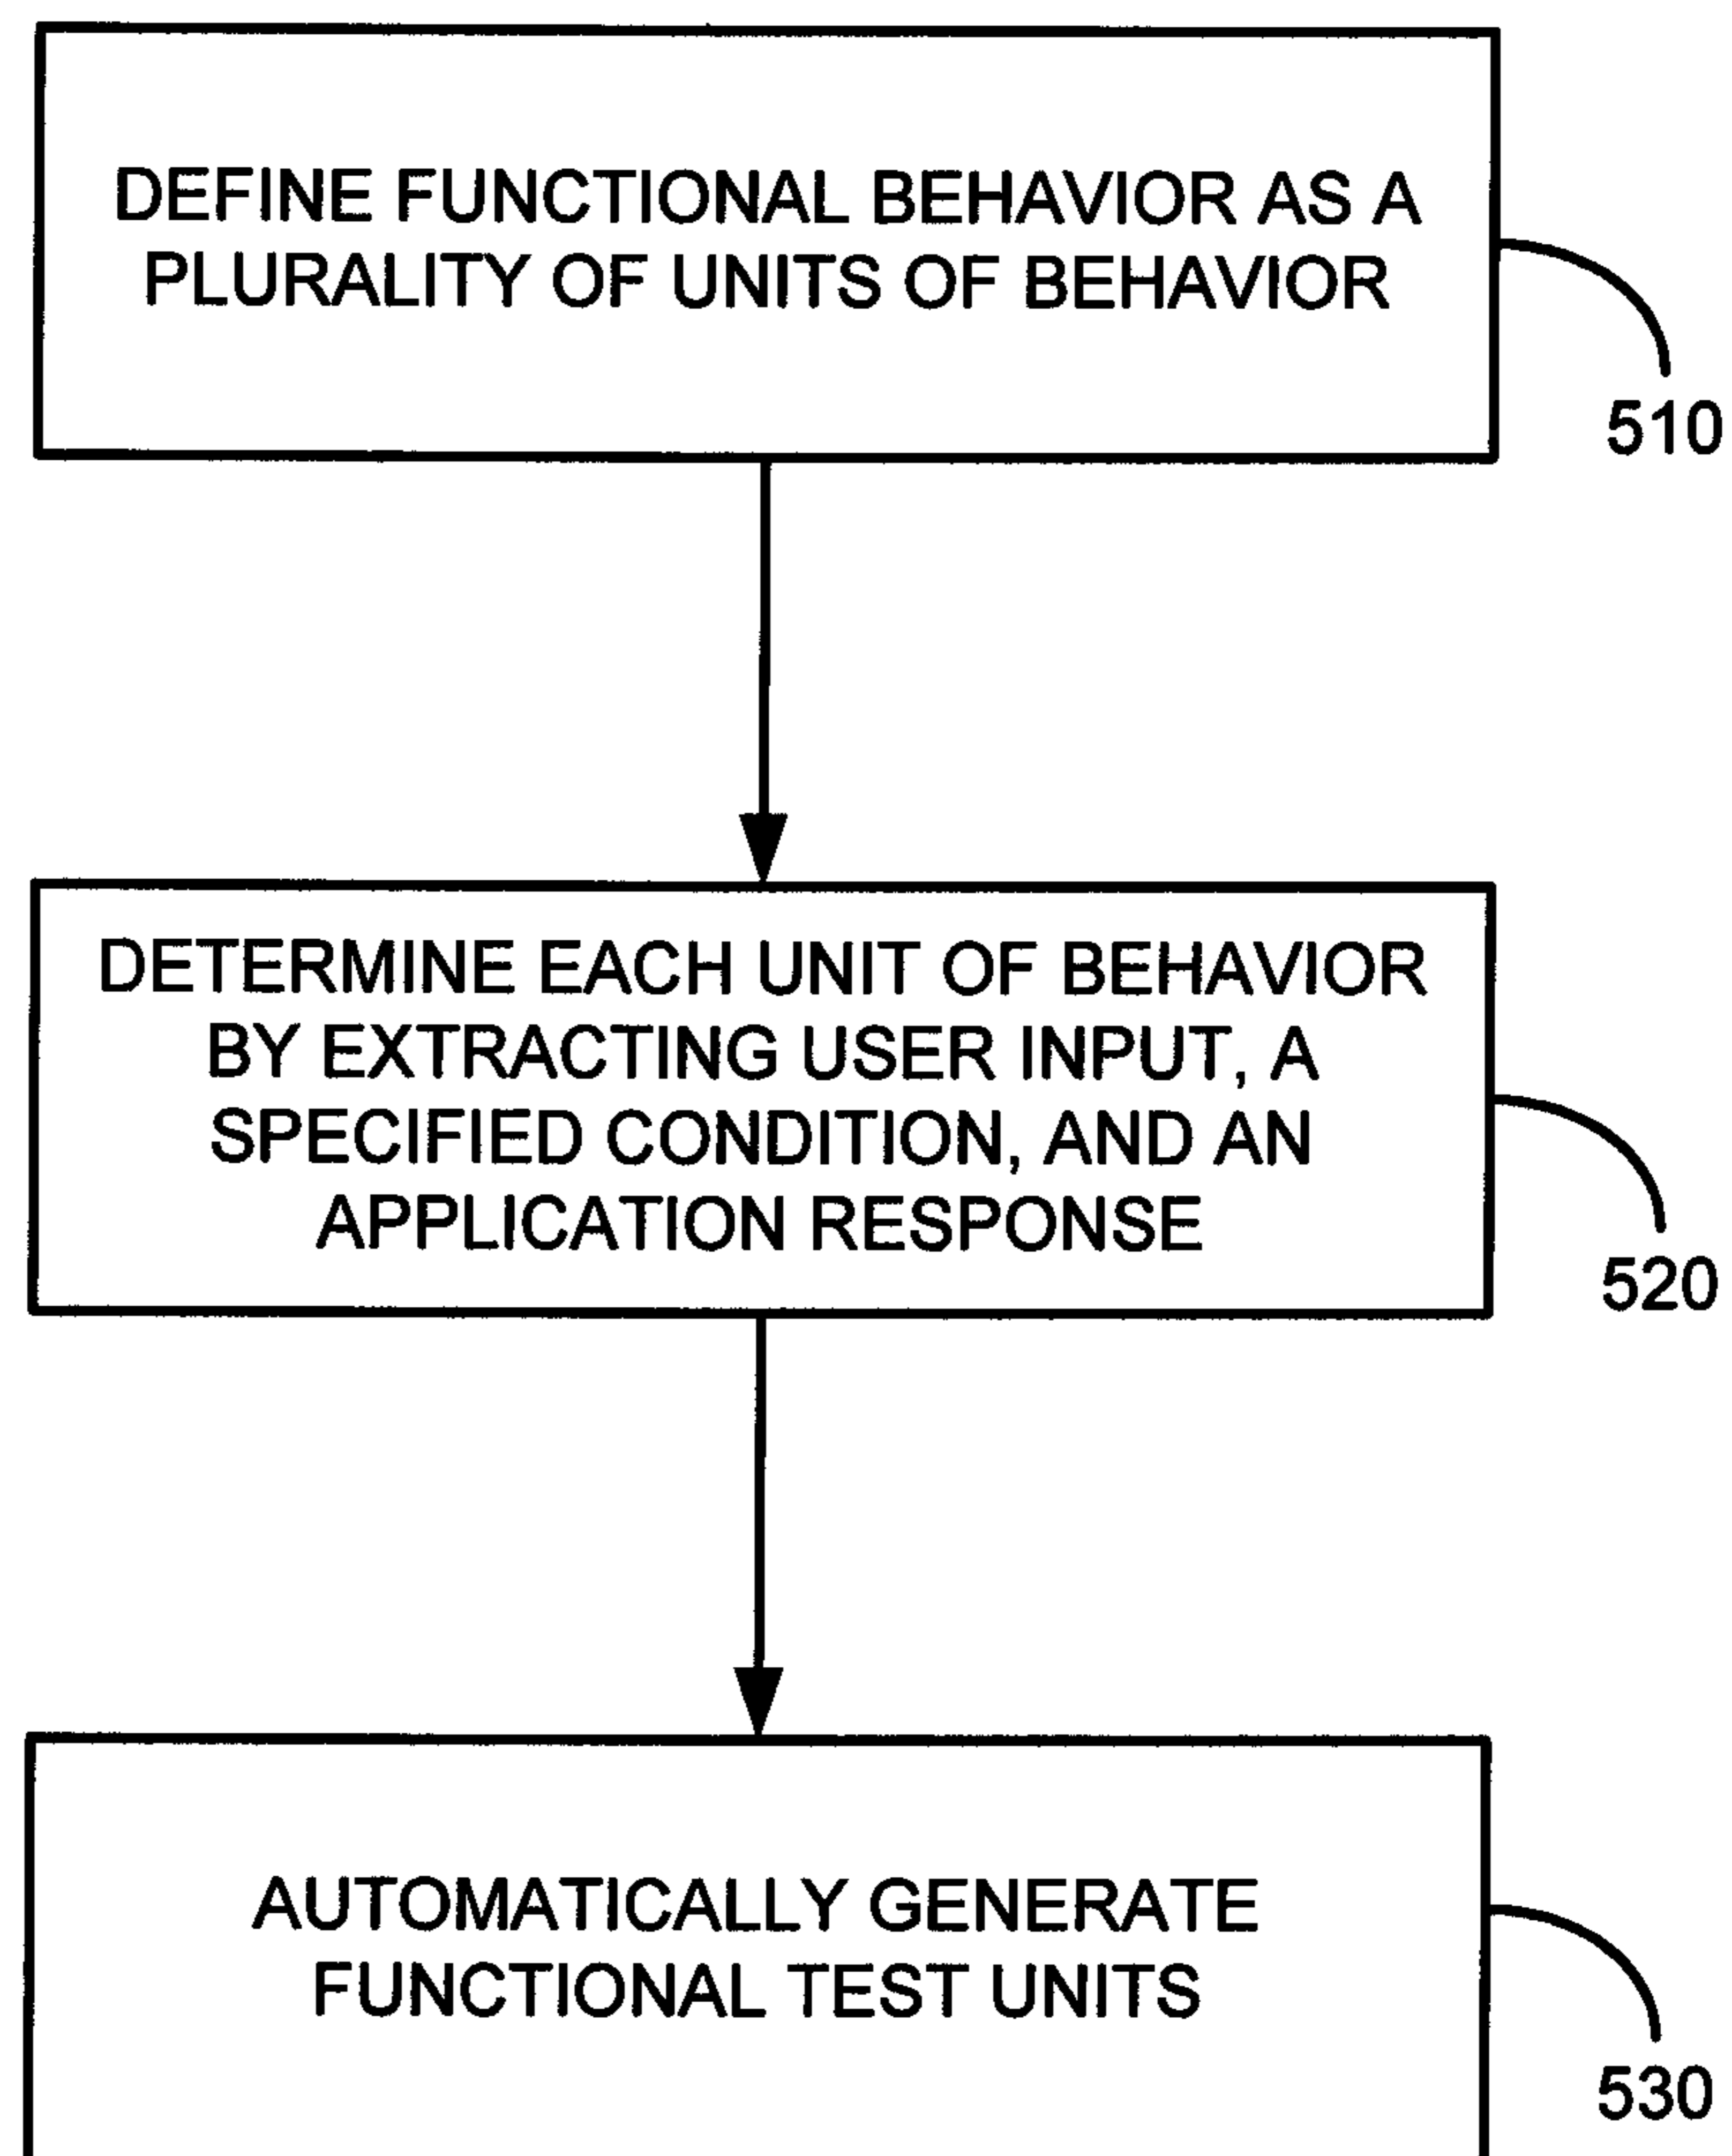 DEFINE FUNCTIONAL BEHAVIOR AS A
PLURALITY OF UNITS OF BEHAVIOR
510
DETERMINE EACH UNIT OF BEHAVIOR
BY EXTRACTING USER INPUT, A
SPECIFIED CONDITION, AND AN
APPLICATION RESPONSE
520
AUTOMATICALLY GENERATE
FUNCTIONAL TEST UNITS
530